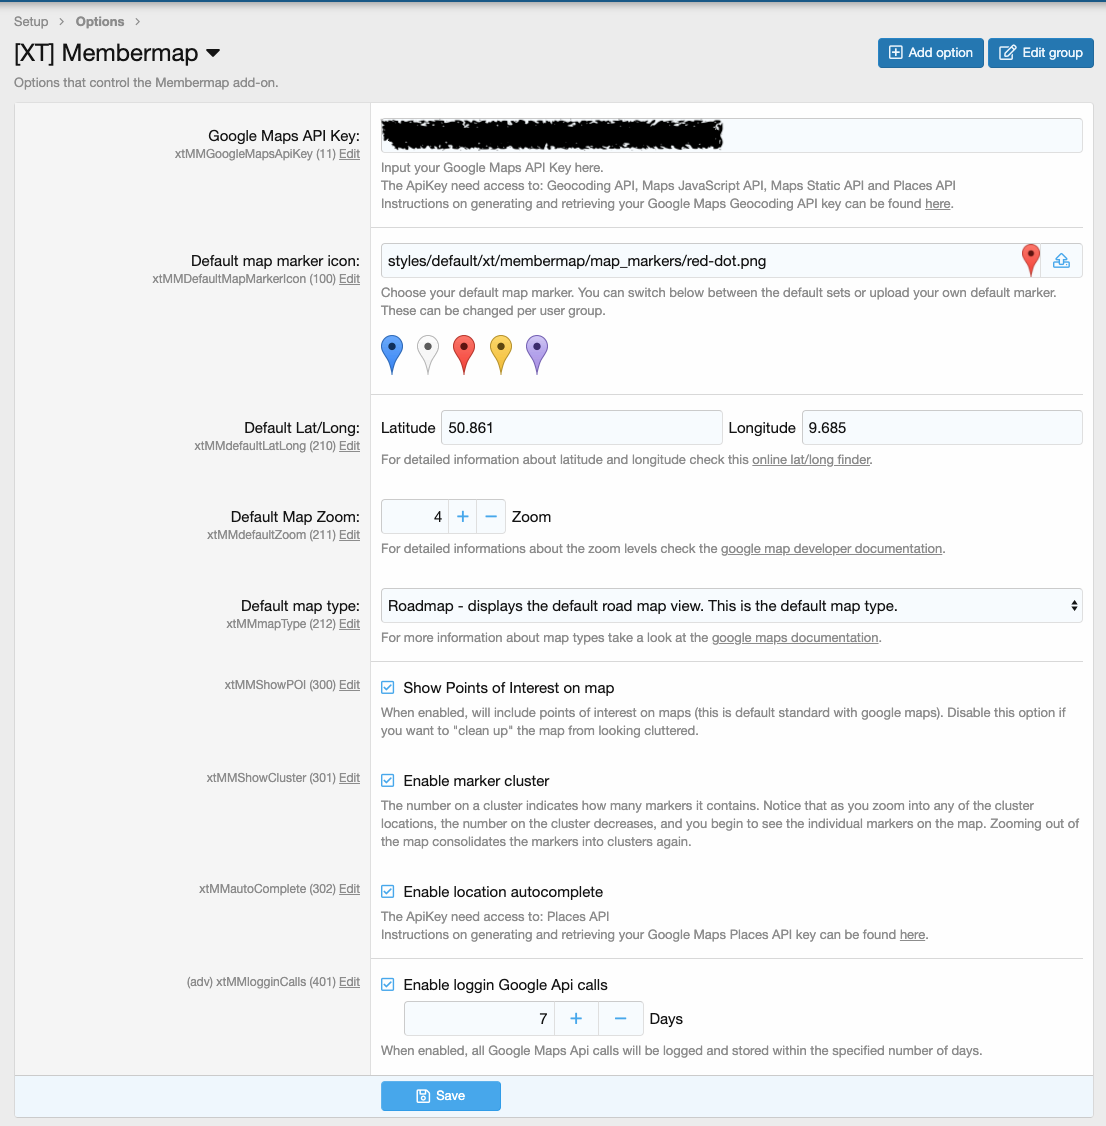 Setup > Options >
[XT] Membermap
Add option
Edit group
Options that control the Membermap add-on.
Google Maps API Key:
xtMMGoogleMapsApiKey (11) Edit
Input your Google Maps API Key here.
The ApiKey need access to: Geocoding API, Maps JavaScript API, Maps Static API and Places API
Instructions on generating and retrieving your Google Maps Geocoding API key can be found here.
Default map marker icon:
xtMMDefaultMapMarkerIcon (100) Edit
styles/default/xt/membermap/map_markers/red-dot.png
Choose your default map marker. You can switch below between the default sets or upload your own default marker.
These can be changed per user group.
Default Lat/Long:
xtMMdefaultLatLong (210) Edit
Latitude 50.861 Longitude 9.685
For detailed information about latitude and longitude check this online lat/long finder.
Default Map Zoom:
xtMMdefaultZoom (211) Edit
4 + − Zoom
For detailed informations about the zoom levels check the google map developer documentation.
Default map type:
xtMMmapType (212) Edit
Roadmap - displays the default road map view. This is the default map type.
For more information about map types take a look at the google maps documentation.
xtMMShowPOI (300) Edit
Show Points of Interest on map
When enabled, will include points of interest on maps (this is default standard with google maps). Disable this option if
you want to "clean up" the map from looking cluttered.
xtMMShowCluster (301) Edit
Enable marker cluster
The number on a cluster indicates how many markers it contains. Notice that as you zoom into any of the cluster
locations, the number on the cluster decreases, and you begin to see the individual markers on the map. Zooming out of
the map consolidates the markers into clusters again.
xtMMautoComplete (302) Edit
Enable location autocomplete
The ApiKey need access to: Places API
Instructions on generating and retrieving your Google Maps Places API key can be found here.
(adv) xtMMlogginCalls (401) Edit
Enable loggin Google Api calls
7 + − Days
When enabled, all Google Maps Api calls will be logged and stored within the specified number of days.
Save